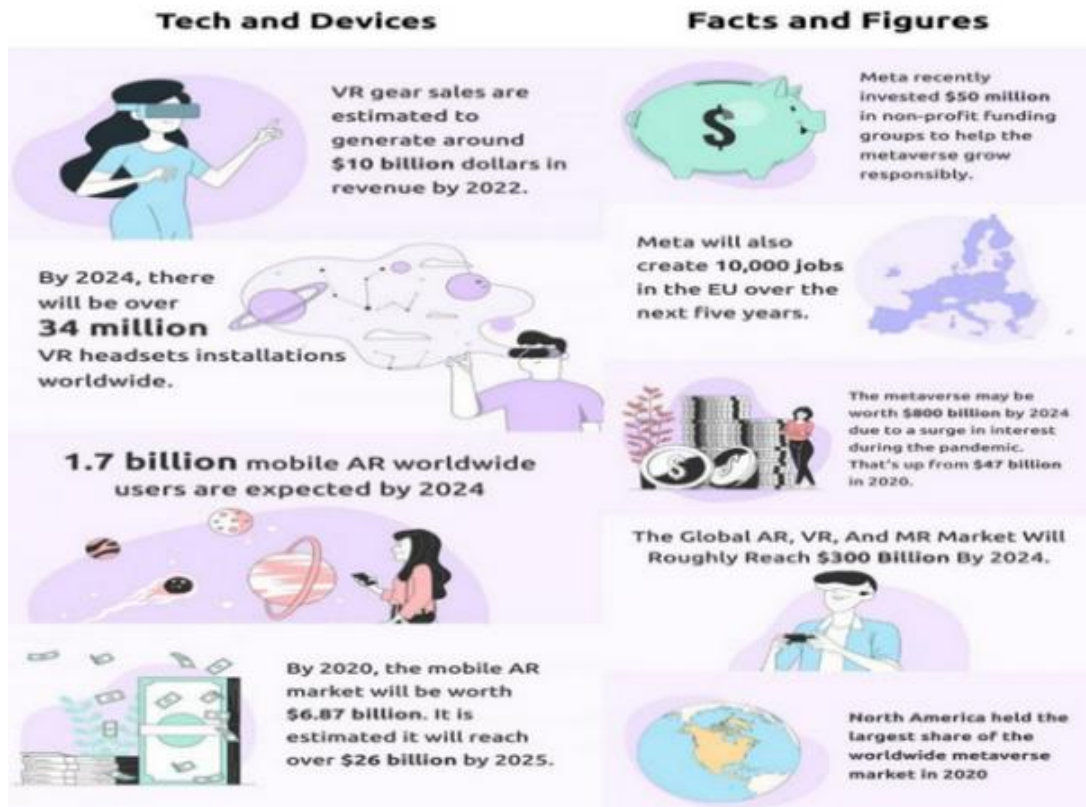 Tech and Devices
VR gear sales are
estimated to
generate around
$10 billion dollars in
revenue by 2022.
By 2024, there
will be over
34 million
VR headsets installations
worldwide.
1.7 billion mobile AR worldwide
users are expected by 2024
By 2020, the mobile AR
market will be worth
$6.87 billion. It is
estimated it will reach
over $26 billion by 2025.
Facts and Figures
$
Meta recently
invested $50 million
in non-profit funding
groups to help the
metaverse grow
responsibly.
Meta will also
create 10,000 jobs
in the EU over the
next five years.
$
The metaverse may be
worth $800 billion by 2024
due to a surge in interest
during the pandemic.
That's up from $47 billion
in 2020.
The Global AR, VR, And MR Market Will
Roughly Reach $300 Billion By 2024.
North America held the
largest share of the
worldwide metaverse
market in 2020